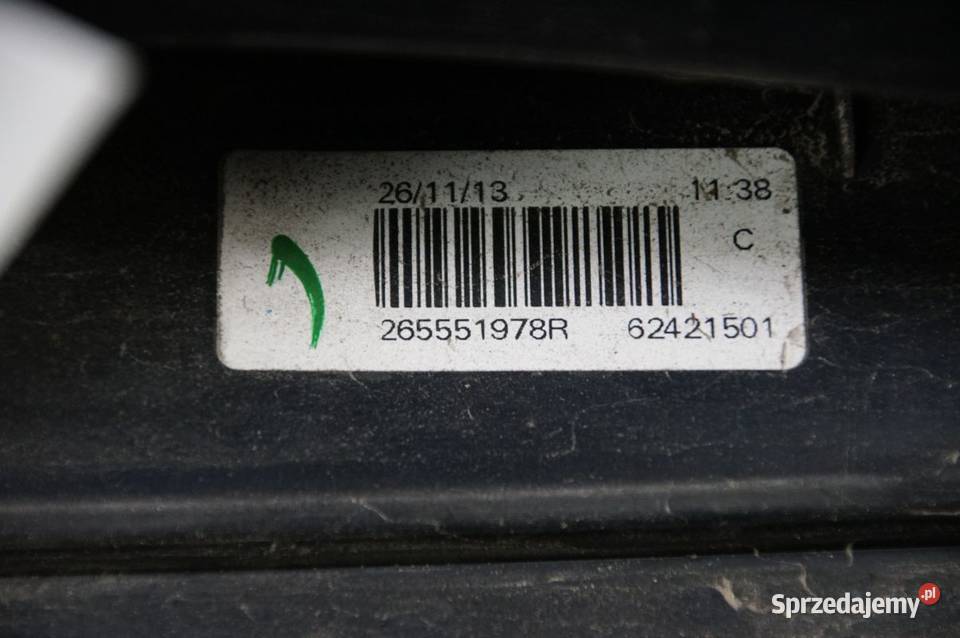 26/11/13 11:38
C
265551978R 62421501
Sprzedajemy.pl